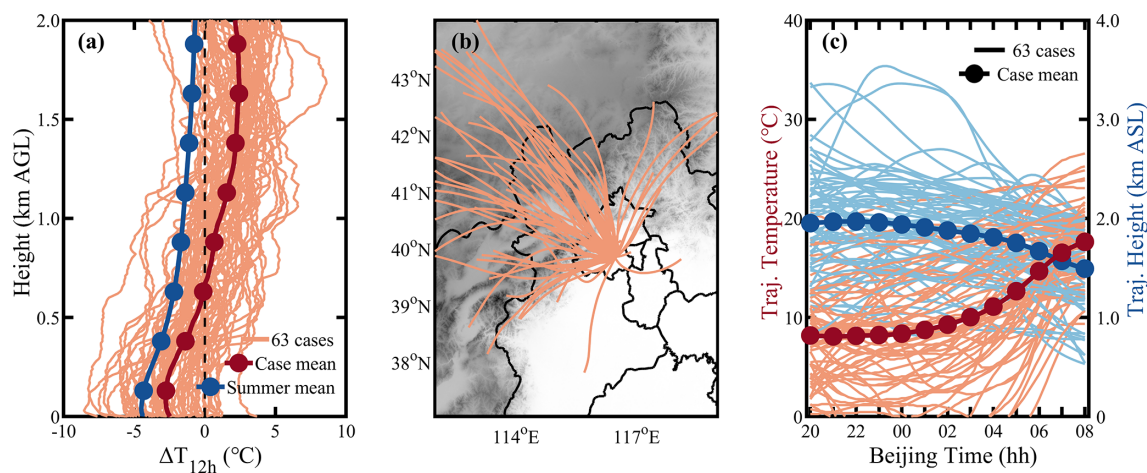 (a)
2.0
1.5
1.0
0.5
0
Height (km AGL)
63 cases
Case mean
Summer mean
-10
-5
0
5
10
ΔT12h (℃)
(b)
43°N
42°N
41°N
40°N
39°N
38°N
114°E
117°E
(c)
63 cases
Case mean
40
30
20
10
0
Traj. Temperature (℃)
4.0
3.0
2.0
1.0
0
Traj. Height (km ASL)
20
22
00
02
04
06
08
Beijing Time (hh)